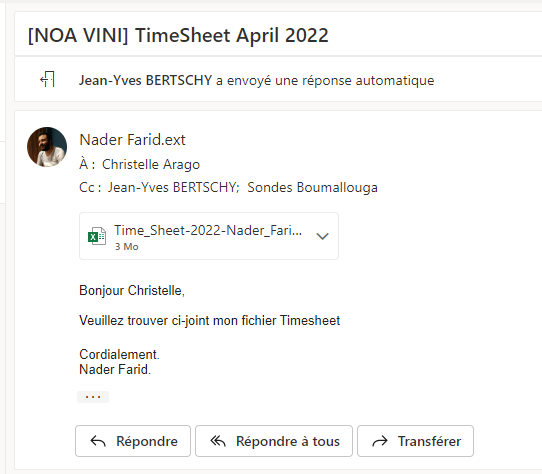 [NOA VINI] TimeSheet April 2022
Jean-Yves BERTSCHY a envoyé une réponse automatique
Nader Farid.ext
À : Christelle Arago
Cc : Jean-Yves BERTSCHY; Sondes Boumallouga
Time_Sheet-2022-Nader_Fari...
3 Mo
Bonjour Christelle,
Veuillez trouver ci-joint mon fichier Timesheet
Cordialement.
Nader Farid.
...
Répondre Répondre à tous Transférer